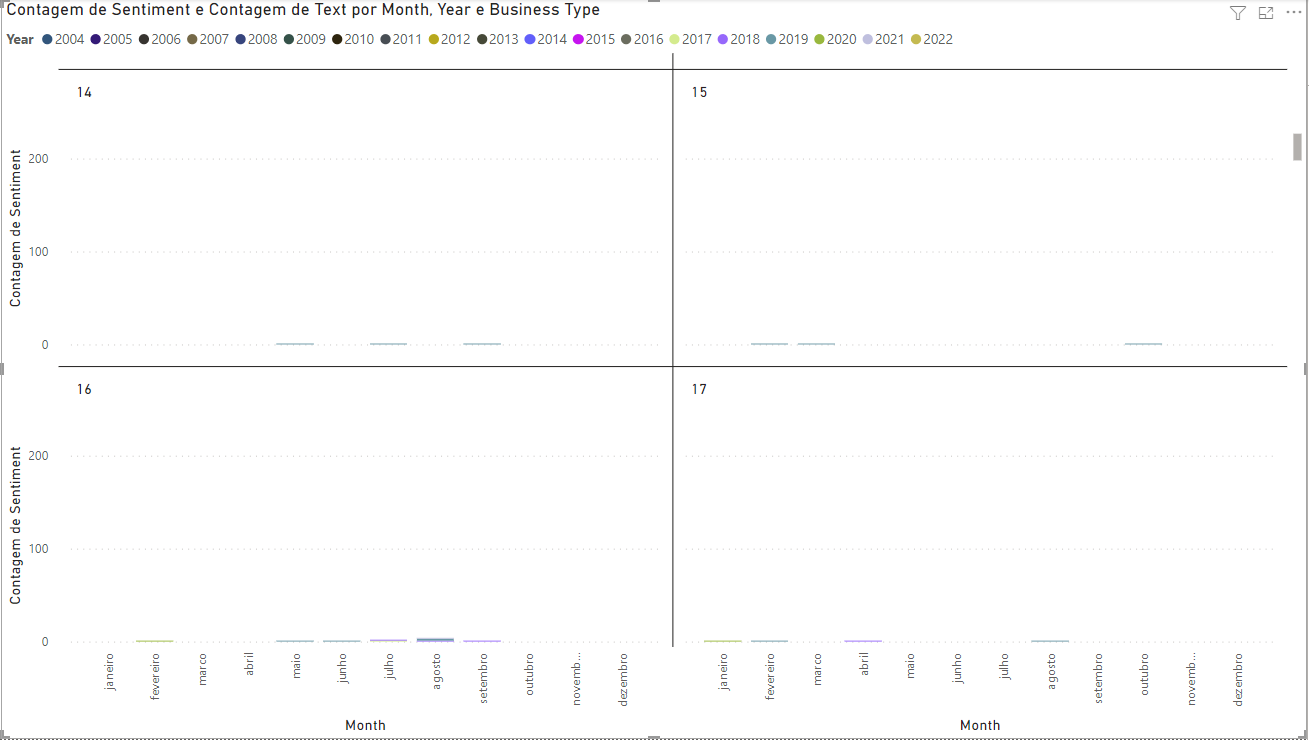 Contagem de Sentiment e Contagem de Text por Month, Year e Business Type
Year 2004 2005 2006 2007 2008 2009 2010 2011 2012 2013 2014 2015 2016 2017 2018 2019 2020 2021 2022
14
15
Contagem de Sentiment
200
100
0
16
17
Contagem de Sentiment
200
100
0
janeiro
fevereiro
marco
abril
maio
junho
julho
agosto
setembro
outubro
novemb...
dezembro
janeiro
fevereiro
marco
abril
maio
junho
julho
agosto
setembro
outubro
novemb...
dezembro
Month
Month